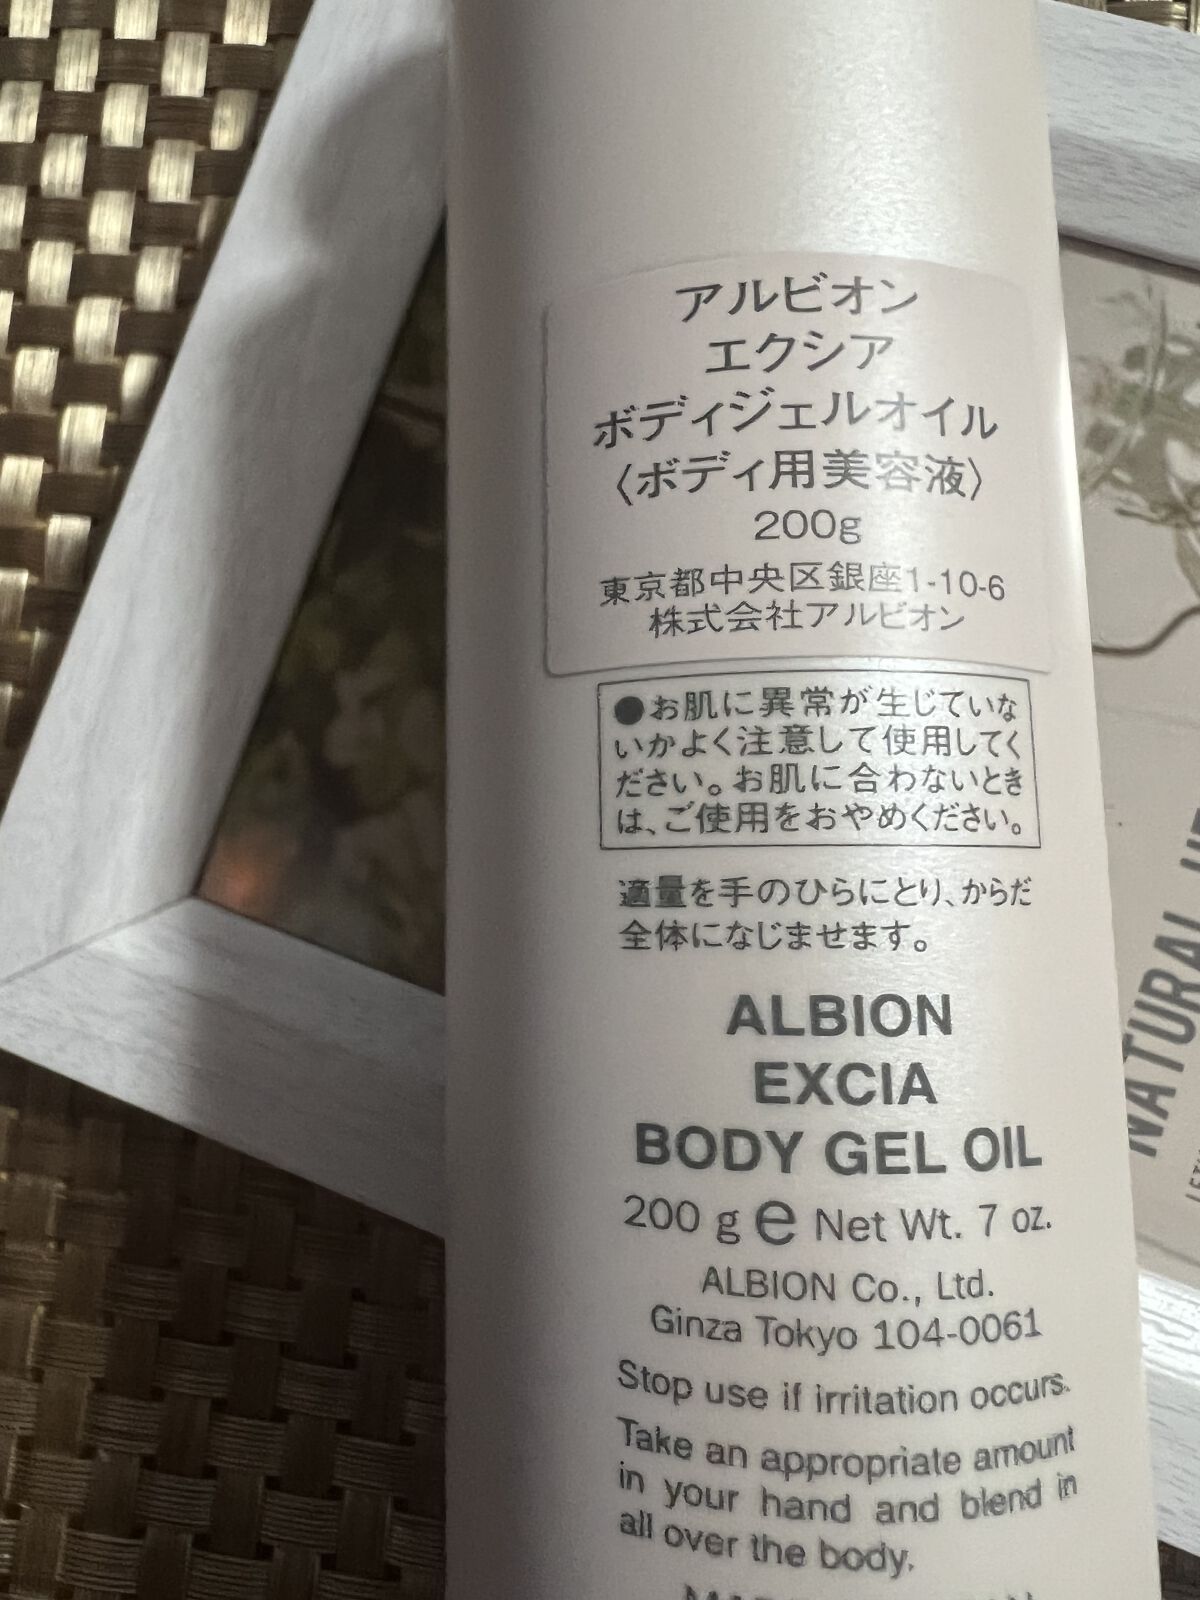 アルビオン
エクシア
ボディジェルオイル
〈ボディ用美容液〉
200g
東京都中央区銀座1-10-6
株式会社アルビオン
●お肌に異常が生じていな
いかよく注意して使用してく
ださい。お肌に合わないとき
は、ご使用をおやめください。
適量を手のひらにとり、からだ
全体になじませます。
ALBION
EXCIA
BODY GEL OIL
200 g e Net Wt. 7 oz.
ALBION Co., Ltd.
Ginza Tokyo 104-0061
Stop use if irritation occurs.
Take an appropriate amount
in your hand and blend in
all over the body.
NATURAL